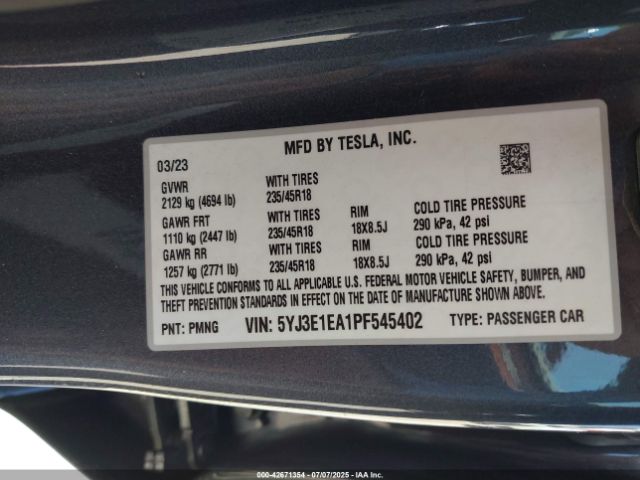 MFD BY TESLA, INC.
03/23
GVWR WITH TIRES
2129 kg (4694 lb) 235/45R18
GAWR FRT WITH TIRES RIM COLD TIRE PRESSURE
1110 kg (2447 lb) 235/45R18 18X8.5J 290 kPa, 42 psi
GAWR RR WITH TIRES RIM COLD TIRE PRESSURE
1257 kg (2771 lb) 235/45R18 18X8.5J 290 kPa, 42 psi
THIS VEHICLE CONFORMS TO ALL APPLICABLE U.S. FEDERAL MOTOR VEHICLE SAFETY, BUMPER, AND
THEFT PREVENTION STANDARDS IN EFFECT ON THE DATE OF MANUFACTURE SHOWN ABOVE.
PNT: PMNG VIN: 5YJ3E1EA1PF545402 TYPE: PASSENGER CAR
000-42671354 - 07/07/2025 - IAA Inc.